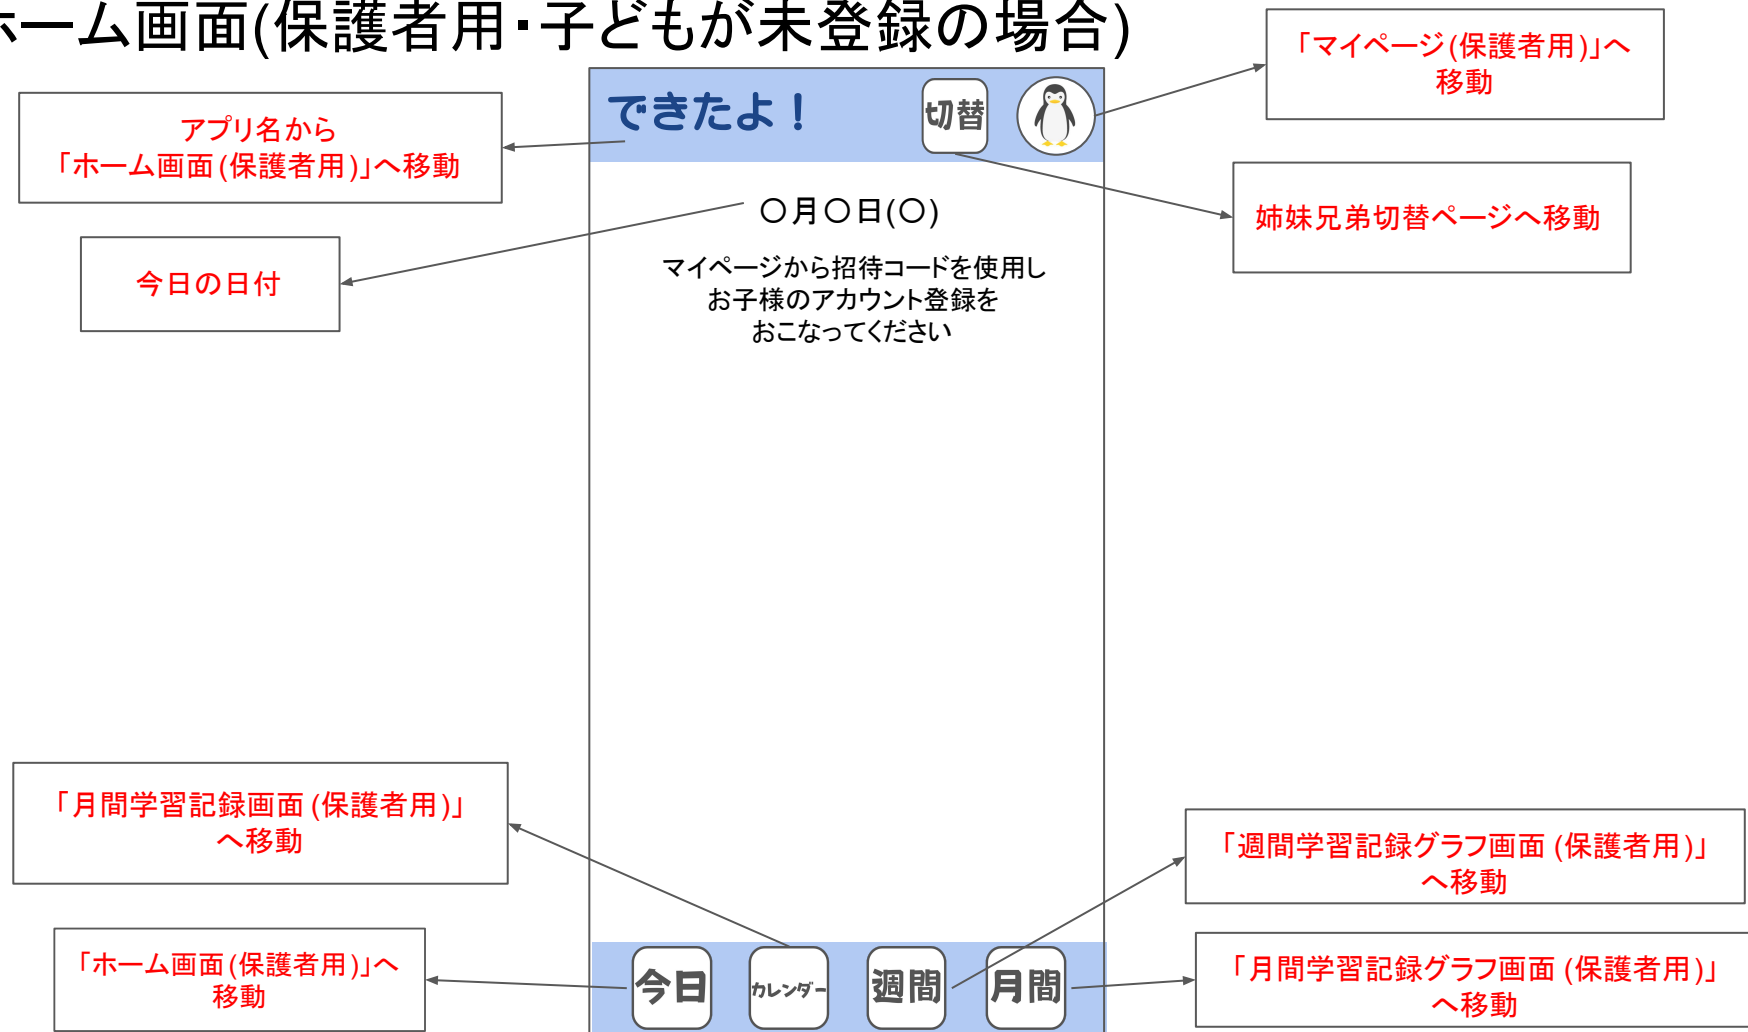 ホーム画面(保護者用・子どもが未登録の場合)
「マイページ(保護者用)」へ
移動
アプリ名から
「ホーム画面(保護者用)」へ移動
できたよ！
切替
姉妹兄弟切替ページへ移動
今日の日付
〇月〇日(〇)
マイページから招待コードを使用し
お子様のアカウント登録を
おこなってください
「月間学習記録画面(保護者用)」
へ移動
「週間学習記録グラフ画面(保護者用)」
へ移動
「ホーム画面(保護者用)」へ
移動
今日
カレンダー
週間
月間
「月間学習記録グラフ画面(保護者用)」
へ移動